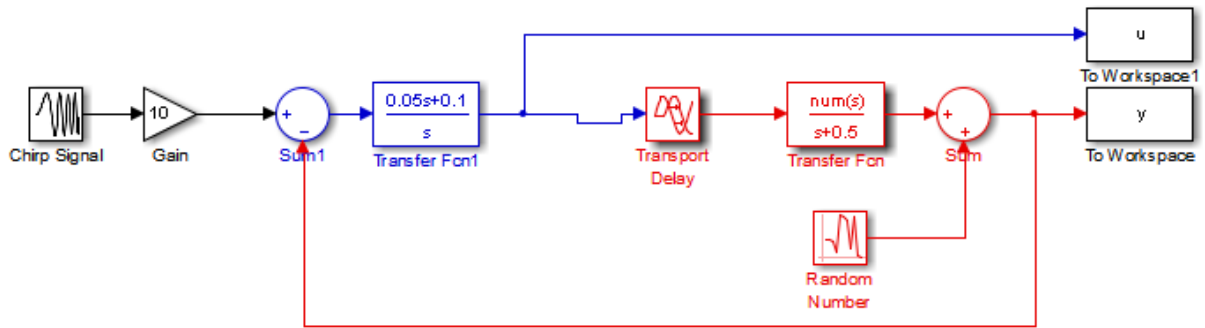 u
To Workspace1
10
+
−
0.05s+0.1
s
num(s)
s+0.5
+
+
y
Chirp Signal
Gain
Sum1
Transfer Fcn1
Transport
Delay
Transfer Fcn
Sum
To Workspace
Random
Number